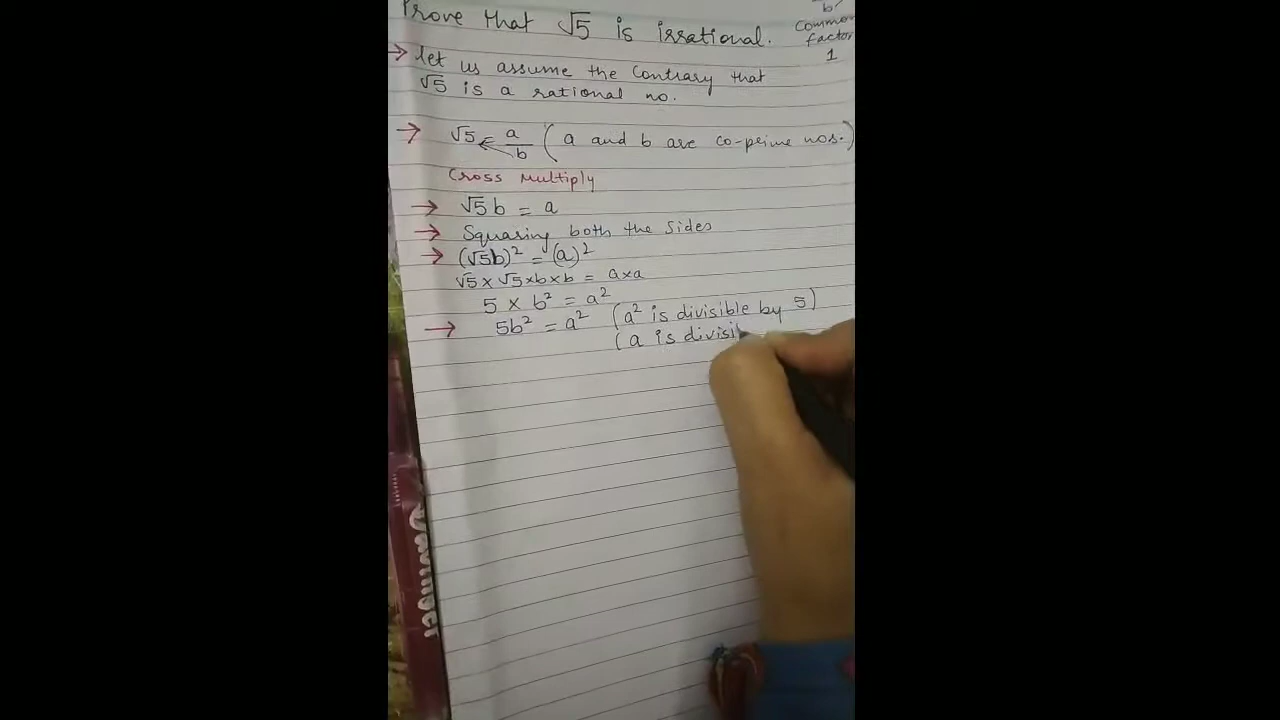 Prove that √5 is irrational.
b
Common
factor
1
→ let us assume the contrary that
√5 is a rational no.
→ √5 = a/b ( a and b are co-prime nos. )
Cross Multiply
→ √5 b = a
→ Squaring both the sides
→ (√5b)² = (a)²
√5 × √5 × b × b = a × a
5 × b² = a²
→ 5b² = a² (a² is divisible by 5)
( a is divisib